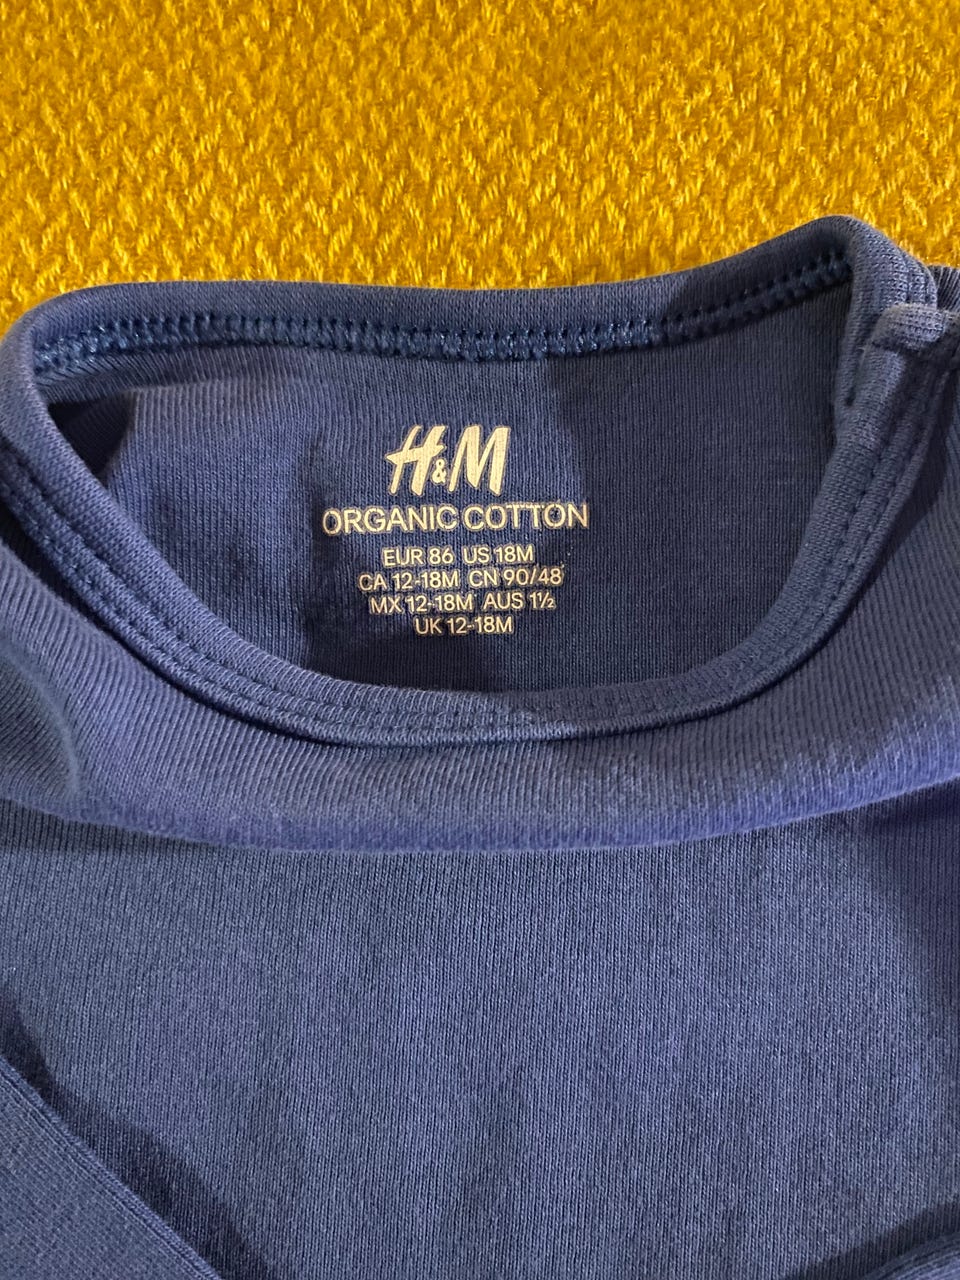 H&M
ORGANIC COTTON
EUR 86 US 18M
CA 12-18M CN 90/48
MX 12-18M AUS 1½
UK 12-18M